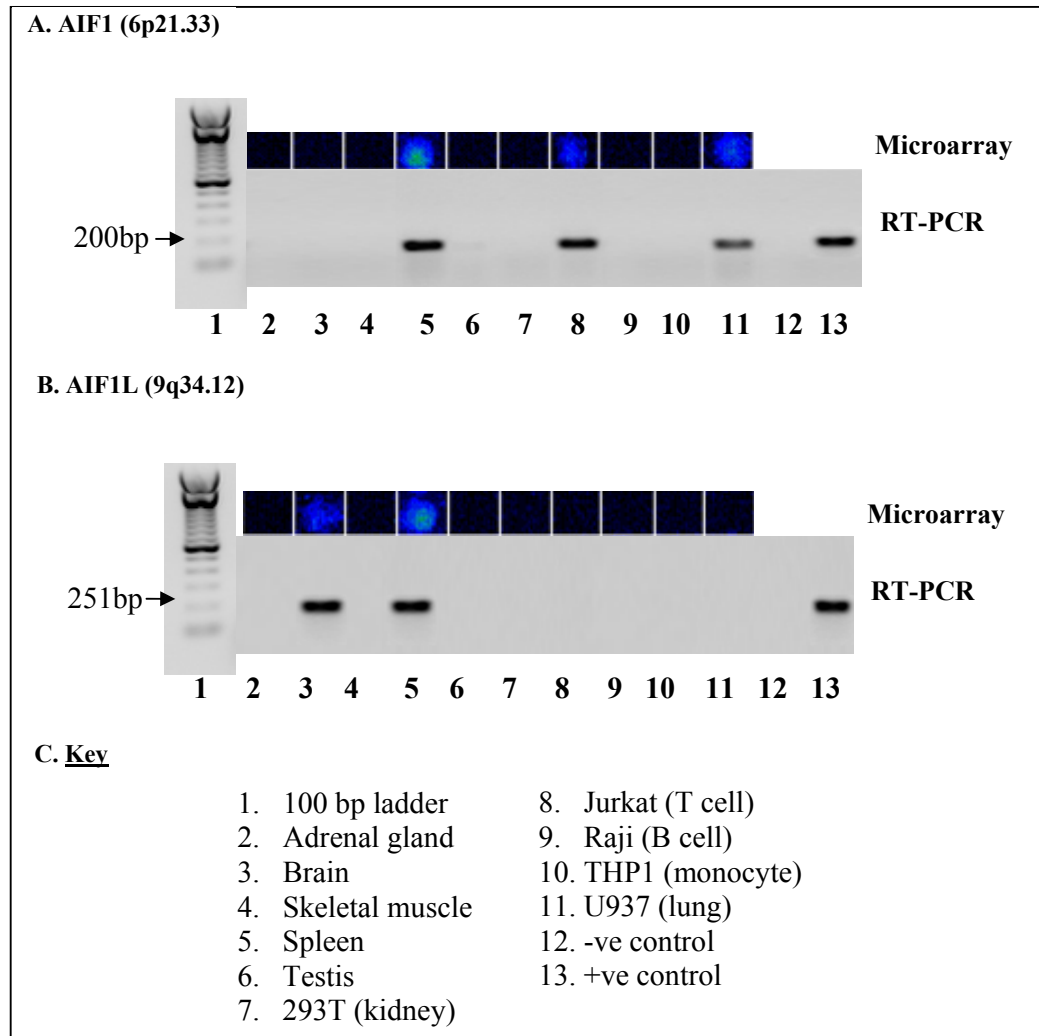 A. AIF1 (6p21.33)
Microarray
200bp
RT-PCR
1 2 3 4 5 6 7 8 9 10 11 12 13
B. AIF1L (9q34.12)
Microarray
251bp
RT-PCR
1 2 3 4 5 6 7 8 9 10 11 12 13
C. Key
1. 100 bp ladder
2. Adrenal gland
3. Brain
4. Skeletal muscle
5. Spleen
6. Testis
7. 293T (kidney)
8. Jurkat (T cell)
9. Raji (B cell)
10. THP1 (monocyte)
11. U937 (lung)
12. -ve control
13. +ve control